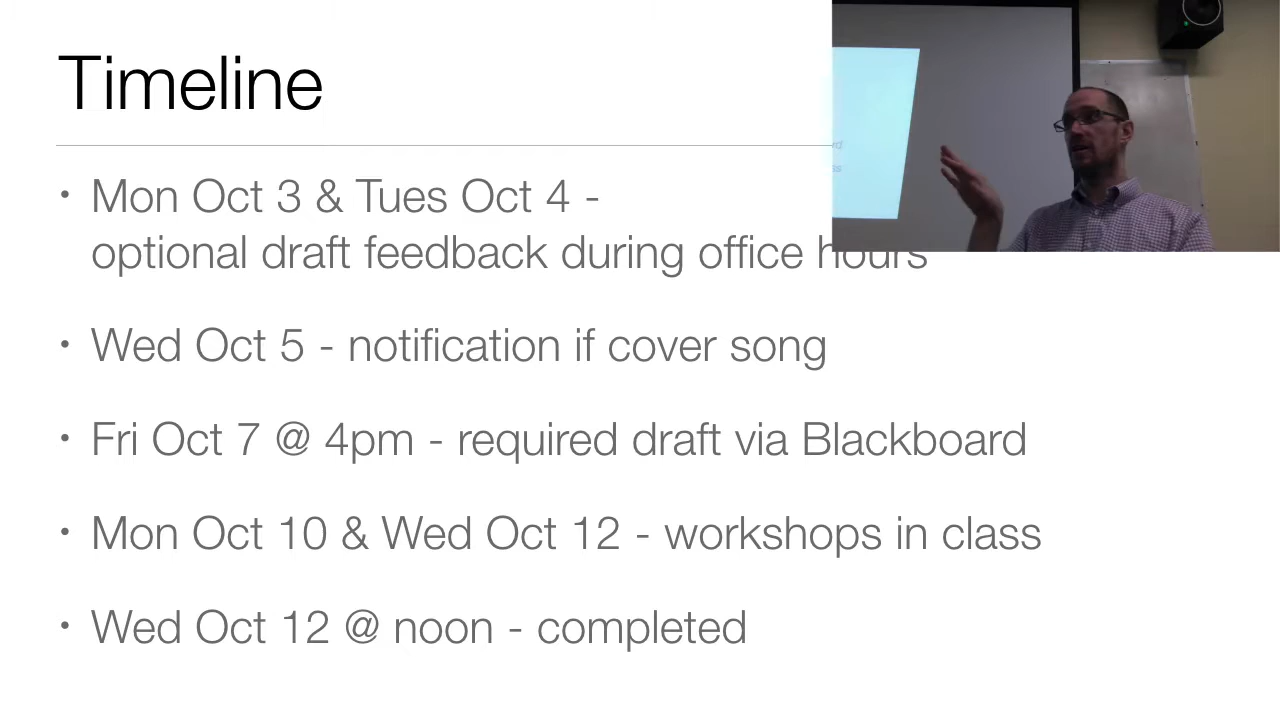 Timeline
• Mon Oct 3 & Tues Oct 4 -
optional draft feedback during office hours
• Wed Oct 5 - notification if cover song
• Fri Oct 7 @ 4pm - required draft via Blackboard
• Mon Oct 10 & Wed Oct 12 - workshops in class
• Wed Oct 12 @ noon - completed